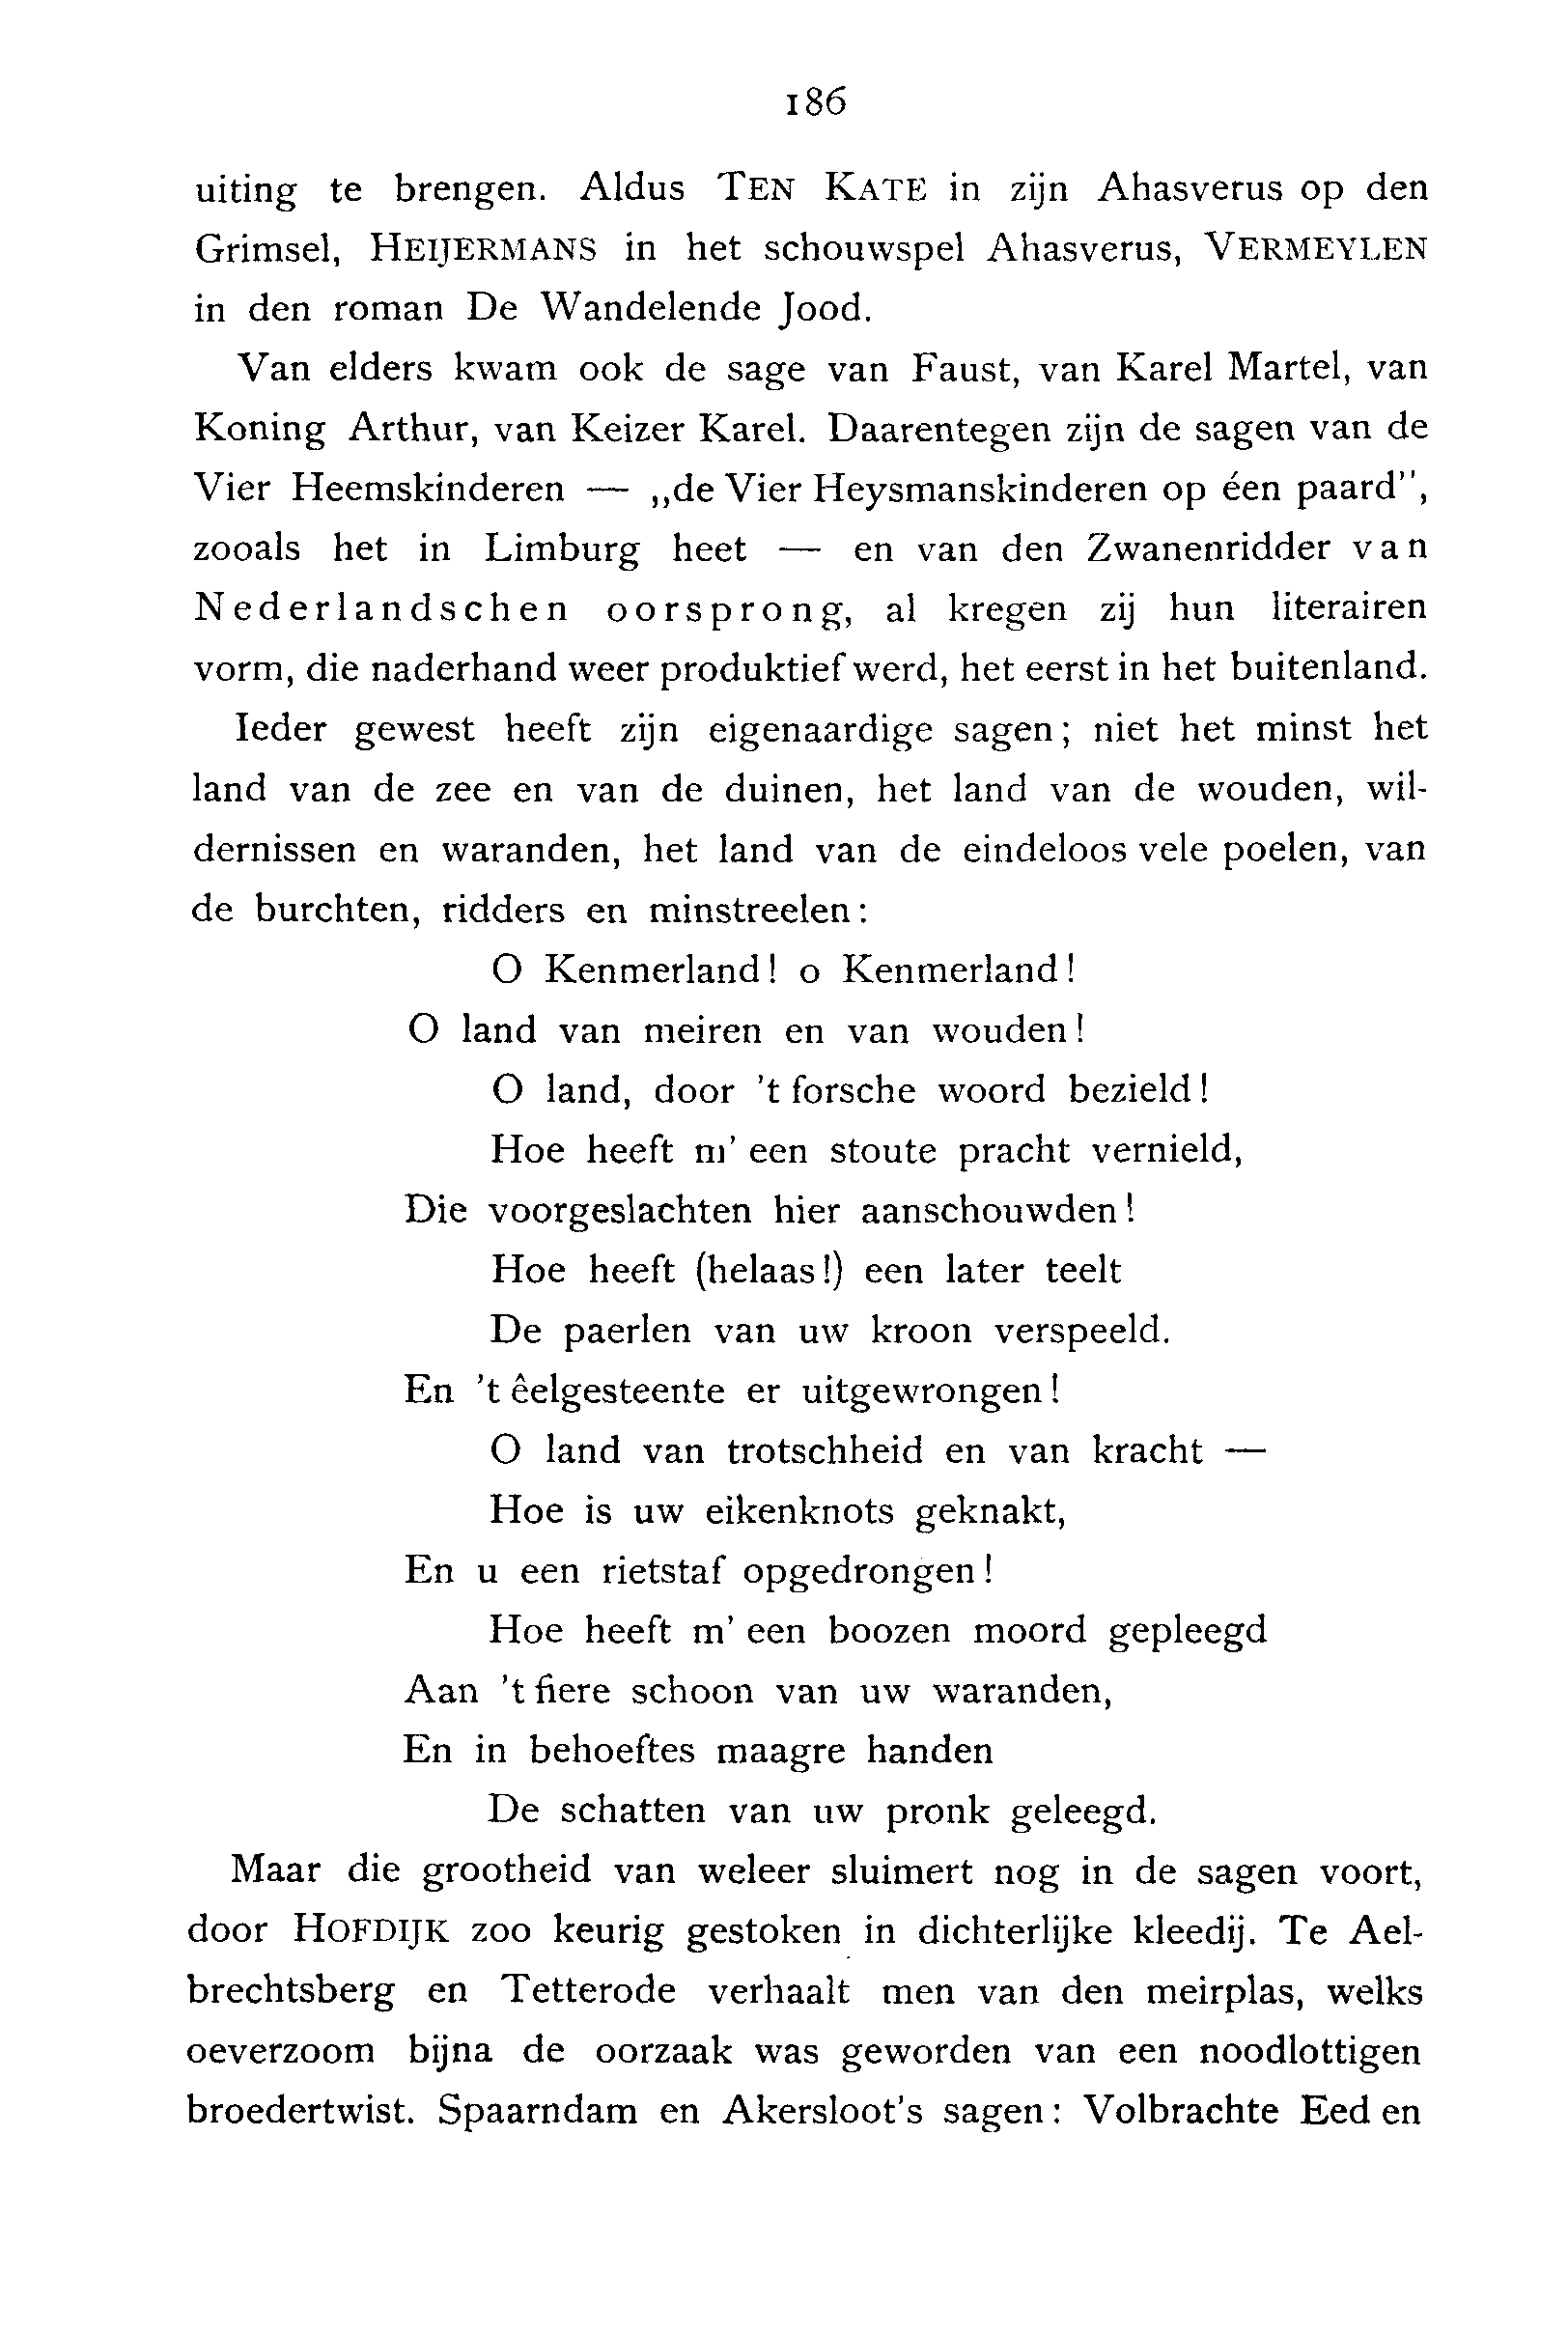 186
uiting te brengen. Aldus TEN KATE in zijn Ahasverus op den
Grimsel, HEIJERMANS in het schouwspel Ahasverus, VERMEYLEN
in den roman De Wandelende Jood.
Van elders kwam ook de sage van Faust, van Karel Martel, van
Koning Arthur, van Keizer Karel. Daarentegen zijn de sagen van de
Vier Heemskinderen — „de Vier Heysmanskinderen op één paard”,
zooals het in Limburg heet — en van den Zwanenridder van
Nederlandschen oorsprong, al kregen zij hun literairen
vorm, die naderhand weer produktief werd, het eerst in het buitenland.
Ieder gewest heeft zijn eigenaardige sagen; niet het minst het
land van de zee en van de duinen, het land van de wouden, wil-
dernissen en waranden, het land van de eindeloos vele poelen, van
de burchten, ridders en minstreelen:
O Kenmerland! o Kenmerland!
O land van meiren en van wouden!
O land, door 't forsche woord bezield!
Hoe heeft m' een stoute pracht vernield,
Die voorgeslachten hier aanschouwden!
Hoe heeft (helaas!) een later teelt
De paerlen van uw kroon verspeeld.
En 't êelgesteente er uitgewrongen!
O land van trotschheid en van kracht —
Hoe is uw eikenknots geknakt,
En u een rietstaf opgedrongen!
Hoe heeft m' een boozen moord gepleegd
Aan 't fiere schoon van uw waranden,
En in behoeftes maagre handen
De schatten van uw pronk geleegd.
Maar die grootheid van weleer sluimert nog in de sagen voort,
door HOFDIJK zoo keurig gestoken in dichterlijke kleedij. Te Ael-
brechtsberg en Tetterode verhaalt men van den meirplas, welks
oeverzoom bijna de oorzaak was geworden van een noodlottigen
broedertwist. Spaarndam en Akersloot's sagen: Volbrachte Eed en